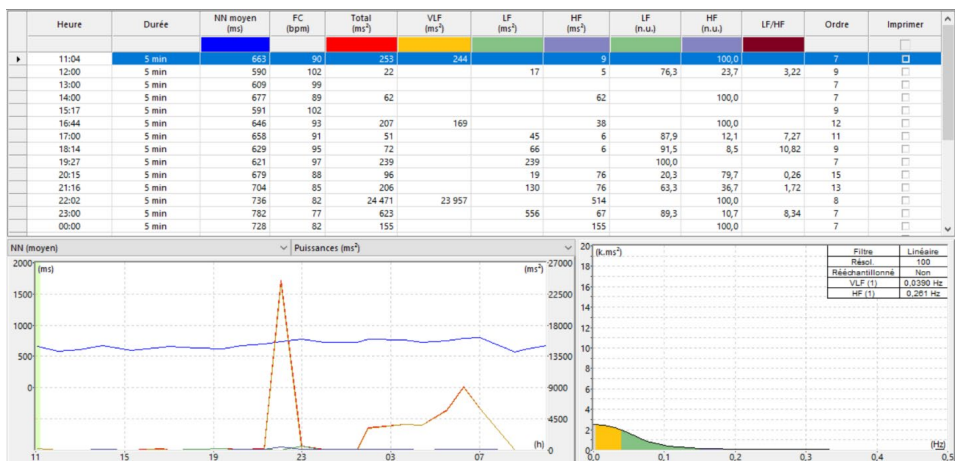 Heure Durée NN moyen (ms) FC (bpm) Total (ms²) VLF (ms²) LF (ms²) HF (ms²) LF (n.u.) HF (n.u.) LF/HF Ordre Imprimer
11:04 5 min 663 90 253 244 9 100,0 7
12:00 5 min 590 102 22 17 5 76,3 23,7 3,22 9
13:00 5 min 609 99 7
14:00 5 min 677 89 62 62 100,0 7
15:17 5 min 591 102 9
16:44 5 min 646 93 207 169 38 100,0 12
17:00 5 min 658 91 51 45 6 87,9 12,1 7,27 11
18:14 5 min 629 95 72 66 6 91,5 8,5 10,82 9
19:27 5 min 621 97 239 239 100,0 7
20:15 5 min 679 88 96 19 76 20,3 79,7 0,26 15
21:16 5 min 704 85 206 130 76 63,3 36,7 1,72 13
22:02 5 min 736 82 24 471 23 957 514 100,0 8
23:00 5 min 782 77 623 556 67 89,3 10,7 8,34 7
00:00 5 min 728 82 155 155 100,0 7
NN (moyen) Puissances (ms²)
2000 (ms) (ms²) 27000
1500 22500
1000 18000
500 13500
0 9000
4500
(h) 0
11 15 19 23 03 07
20 (k.ms²)
18
16
14
12
10
8
6
4
2
0 (Hz)
0,0 0,1 0,2 0,3 0,4 0,5
Filtre Linéaire
Résol. 100
Rééchantillonné Non
VLF (1) 0,0390 Hz
HF (1) 0,261 Hz